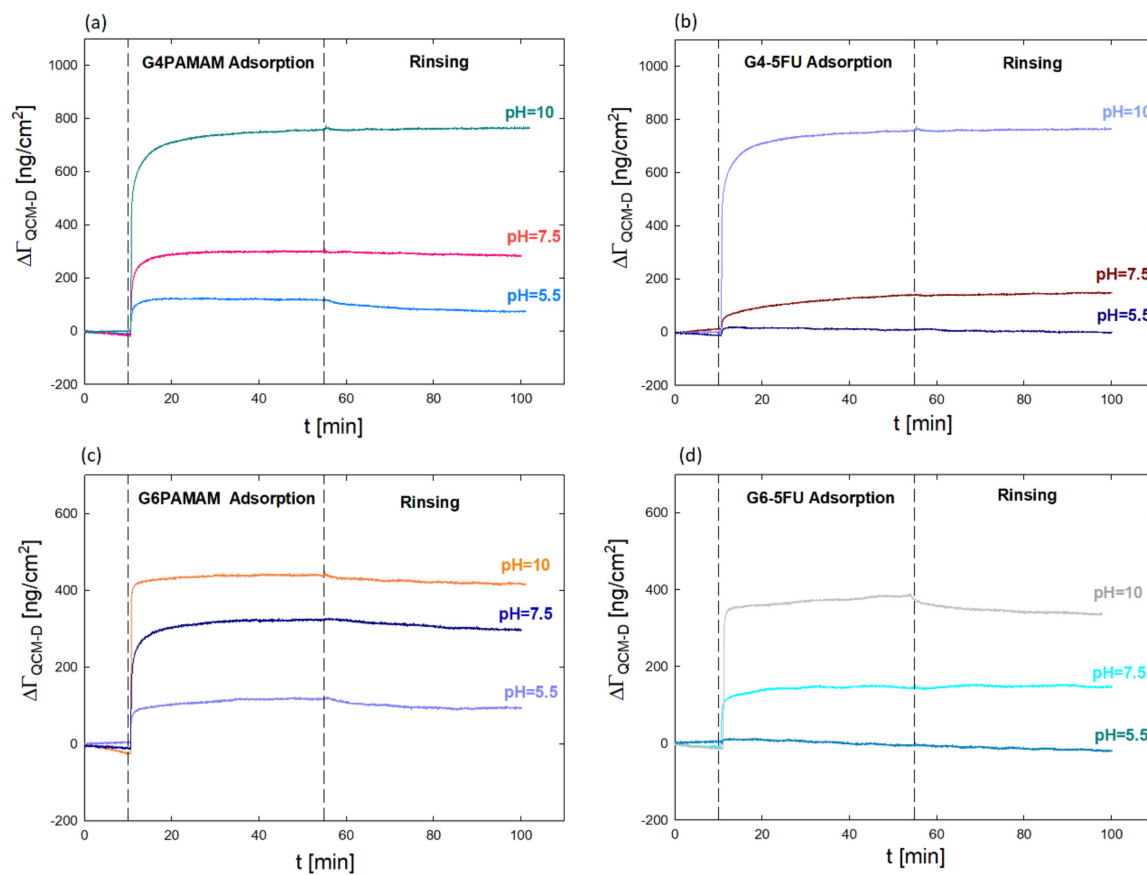 (a)
G4PAMAM Adsorption Rinsing
pH=10
pH=7.5
pH=5.5
1000
800
600
400
200
0
-200
ΔΓQCM-D [ng/cm²]
0 20 40 60 80 100
t [min]
(b)
G4-5FU Adsorption Rinsing
pH=10
pH=7.5
pH=5.5
1000
800
600
400
200
0
-200
ΔΓQCM-D [ng/cm²]
0 20 40 60 80 100
t [min]
(c)
G6PAMAM Adsorption Rinsing
pH=10
pH=7.5
pH=5.5
600
400
200
0
-200
ΔΓQCM-D [ng/cm²]
0 20 40 60 80 100
t [min]
(d)
G6-5FU Adsorption Rinsing
pH=10
pH=7.5
pH=5.5
600
400
200
0
-200
ΔΓQCM-D [ng/cm²]
0 20 40 60 80 100
t [min]